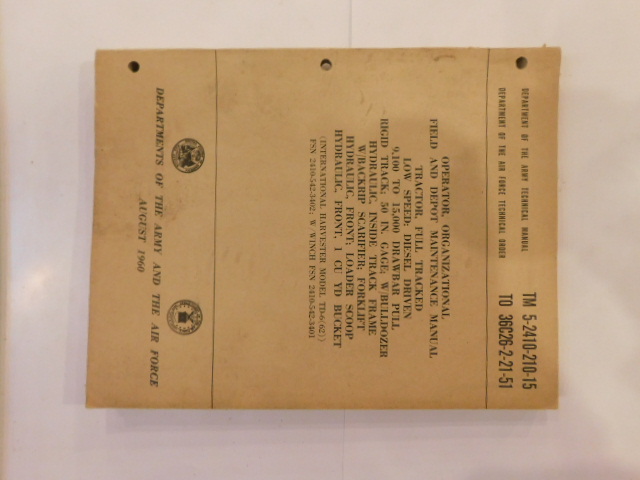 DEPARTMENT OF THE ARMY TECHNICAL MANUAL TM 5-2410-210-15
DEPARTMENT OF THE AIR FORCE TECHNICAL ORDER TO 36C26-2-21-51
OPERATOR, ORGANIZATIONAL
FIELD AND DEPOT MAINTENANCE MANUAL
TRACTOR, FULL TRACKED
LOW SPEED; DIESEL DRIVEN
9,100 TO 15,000 DRAWBAR PULL
RIGID TRACK; 50 IN. GAGE; W/BULLDOZER
HYDRAULIC, INSIDE TRACK FRAME
W/BACKRIP SCARIFIER; FORKLIFT
HYDRAULIC, FRONT; LOADER SCOOP
HYDRAULIC, FRONT, 1 CU YD BUCKET
(INTERNATIONAL HARVESTER MODEL TD-6(62))
FSN 2410-542-3402; W/WINCH FSN 2410-542-3401
DEPARTMENTS OF THE ARMY AND THE AIR FORCE
AUGUST 1960